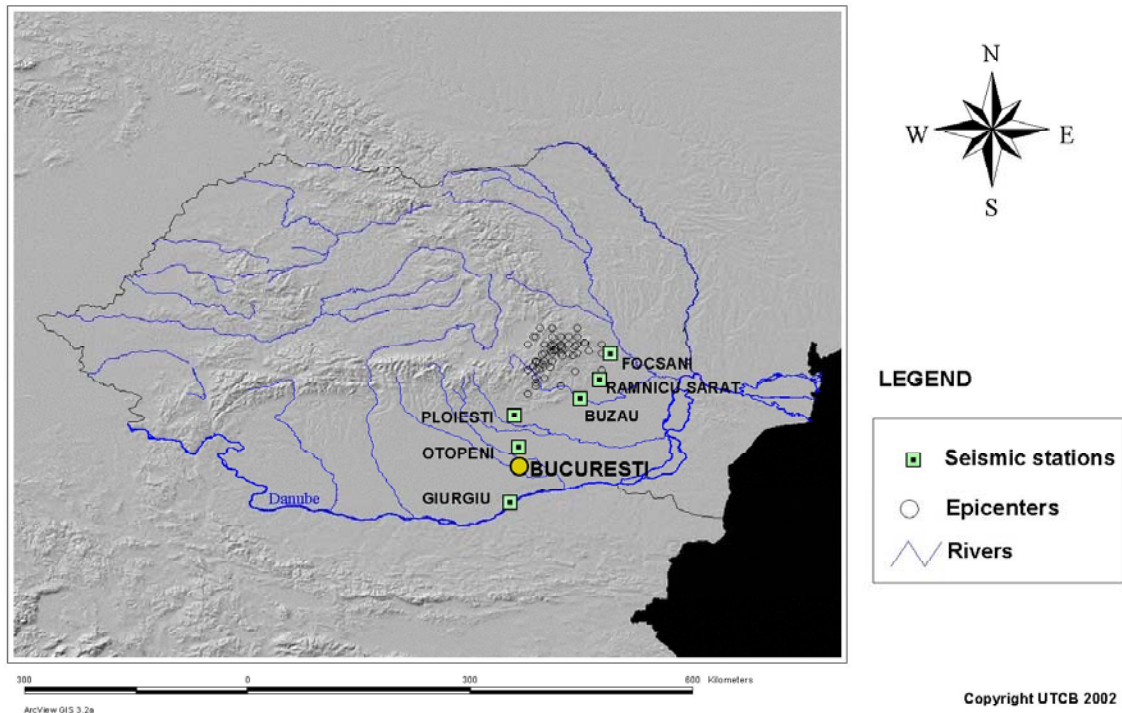 N
W E
S
FOCSANI
RAMNICU SARAT
BUZAU
PLOIESTI
OTOPENI
BUCURESTI
GIURGIU
Danube
LEGEND
Seismic stations
Epicenters
Rivers
300 0 300 600 Kilometers
ArcView GIS 3.2a
Copyright UTCB 2002